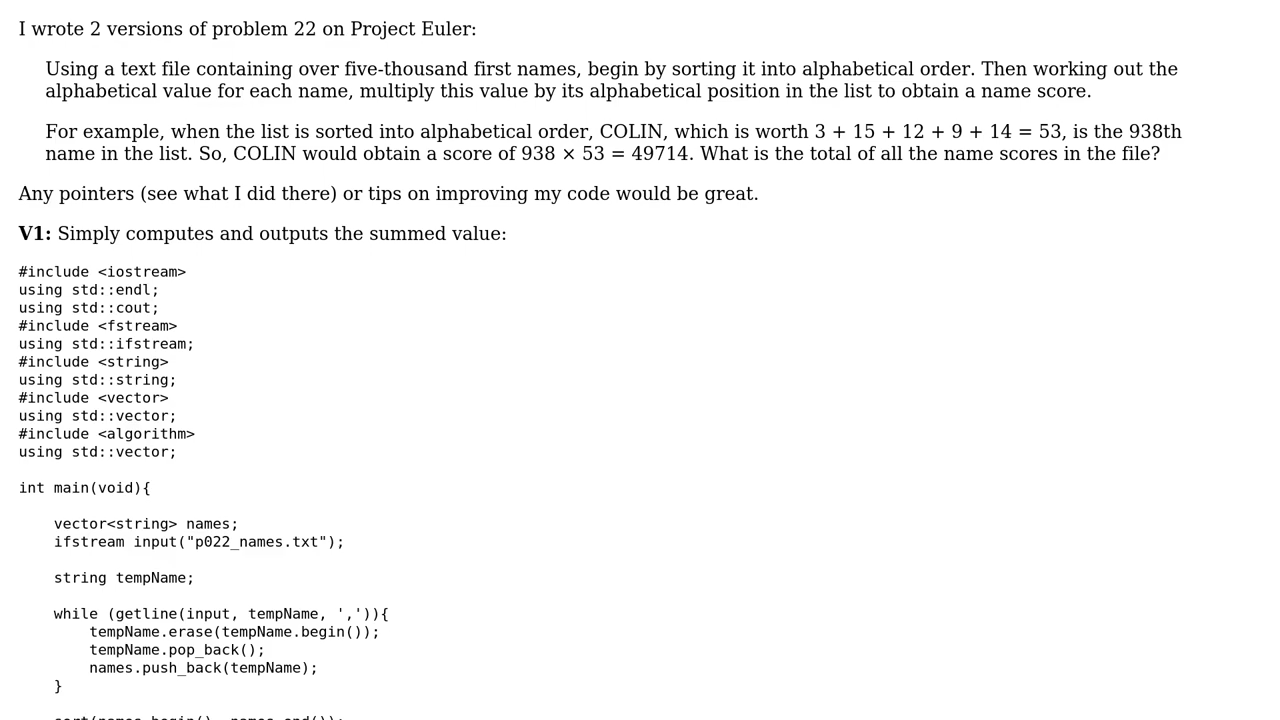 I wrote 2 versions of problem 22 on Project Euler:
Using a text file containing over five-thousand first names, begin by sorting it into alphabetical order. Then working out the
alphabetical value for each name, multiply this value by its alphabetical position in the list to obtain a name score.
For example, when the list is sorted into alphabetical order, COLIN, which is worth 3 + 15 + 12 + 9 + 14 = 53, is the 938th
name in the list. So, COLIN would obtain a score of 938 × 53 = 49714. What is the total of all the name scores in the file?
Any pointers (see what I did there) or tips on improving my code would be great.
V1: Simply computes and outputs the summed value:
#include <iostream>
using std::endl;
using std::cout;
#include <fstream>
using std::ifstream;
#include <string>
using std::string;
#include <vector>
using std::vector;
#include <algorithm>
using std::vector;
int main(void){
    vector<string> names;
    ifstream input("p022_names.txt");
    string tempName;
    while (getline(input, tempName, ',')){
        tempName.erase(tempName.begin());
        tempName.pop_back();
        names.push_back(tempName);
    }
    sort(names.begin(), names.end());